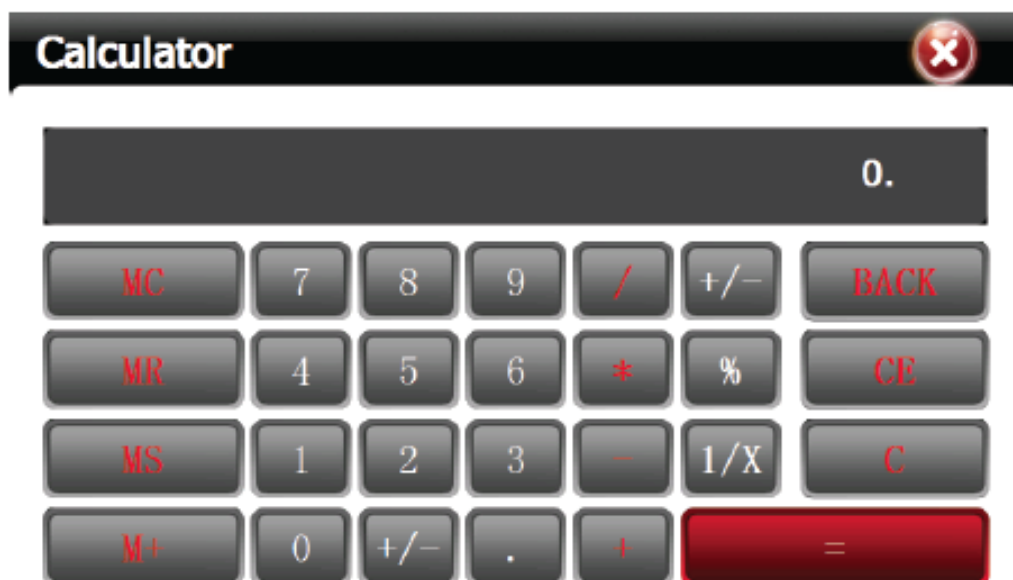 Calculator
0.
MC 7 8 9 / +/- BACK
MR 4 5 6 * % CE
MS 1 2 3 - 1/X C
M+ 0 +/- . + =